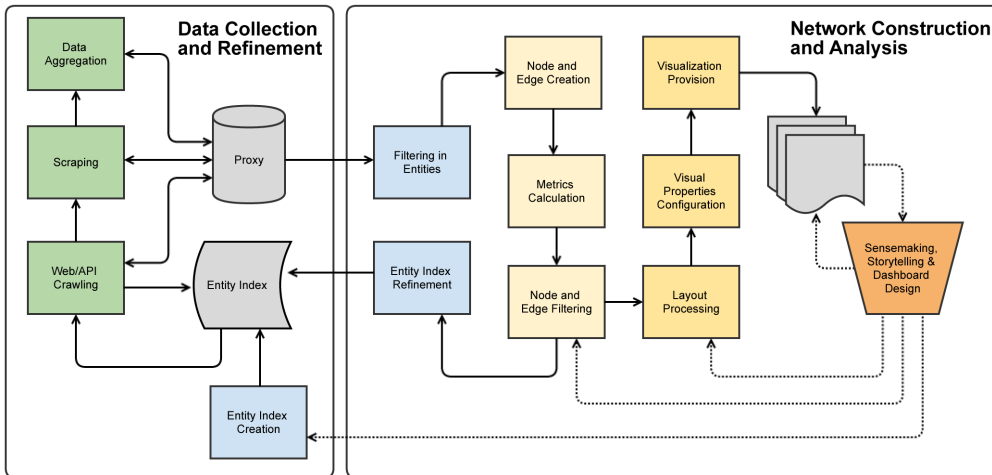 Data Collection
and Refinement
Data
Aggregation
Scraping
Proxy
Web/API
Crawling
Entity Index
Entity Index
Creation
Network Construction
and Analysis
Filtering in
Entities
Entity Index
Refinement
Node and
Edge Creation
Metrics
Calculation
Node and
Edge Filtering
Visualization
Provision
Visual
Properties
Configuration
Layout
Processing
Sensemaking,
Storytelling &
Dashboard
Design